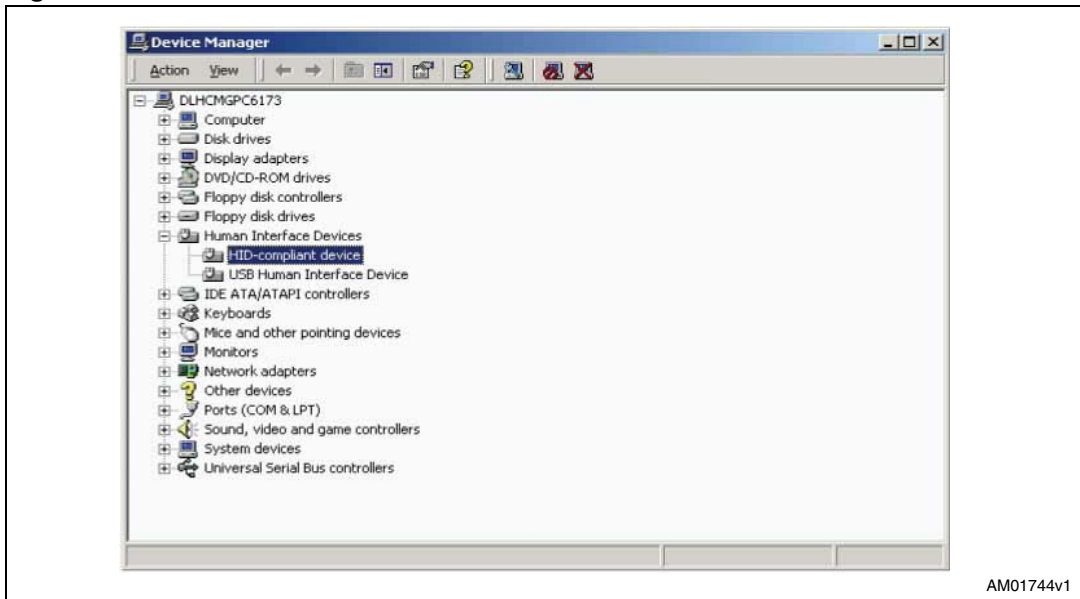 Device Manager
Action View
DLHCMGPC6173
Computer
Disk drives
Display adapters
DVD/CD-ROM drives
Floppy disk controllers
Floppy disk drives
Human Interface Devices
HID-compliant device
USB Human Interface Device
IDE ATA/ATAPI controllers
Keyboards
Mice and other pointing devices
Monitors
Network adapters
Other devices
Ports (COM & LPT)
Sound, video and game controllers
System devices
Universal Serial Bus controllers
AM01744v1